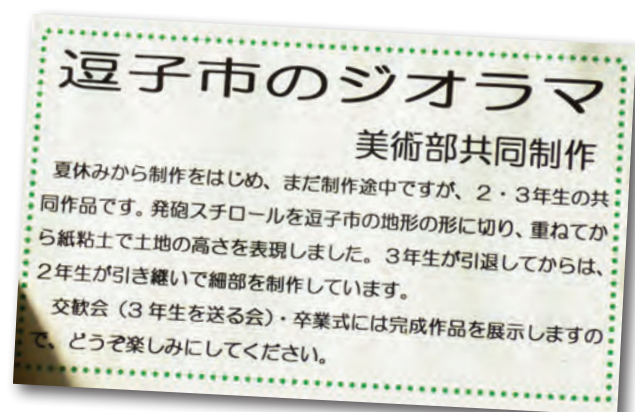 逗子市のジオラマ
美術部共同制作
夏休みから制作をはじめ、まだ制作途中ですが、２・３年生の共
同作品です。発砲スチロールを逗子市の地形の形に切り、重ねてか
ら紙粘土で土地の高さを表現しました。３年生が引退してからは、
２年生が引き継いで細部を制作しています。
交歓会（３年生を送る会）・卒業式には完成作品を展示しますの
で、どうぞ楽しみにしてください。